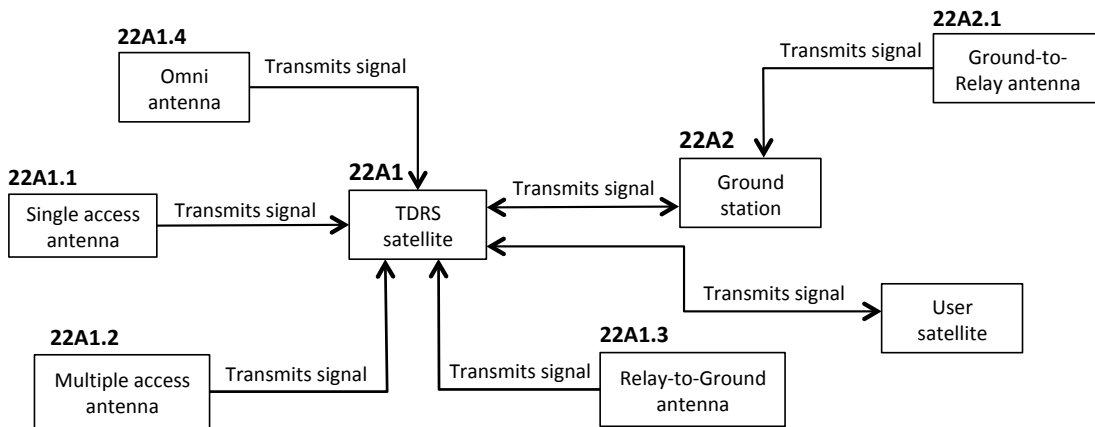 22A2.1
22A1.4
Omni
antenna
Transmits signal
Transmits signal
Ground-to-
Relay antenna
22A1
22A2
22A1.1
Single access
antenna
Transmits signal
TDRS
satellite
Transmits signal
Ground
station
Transmits signal
User
satellite
22A1.2
Multiple access
antenna
Transmits signal
22A1.3
Transmits signal
Relay-to-Ground
antenna